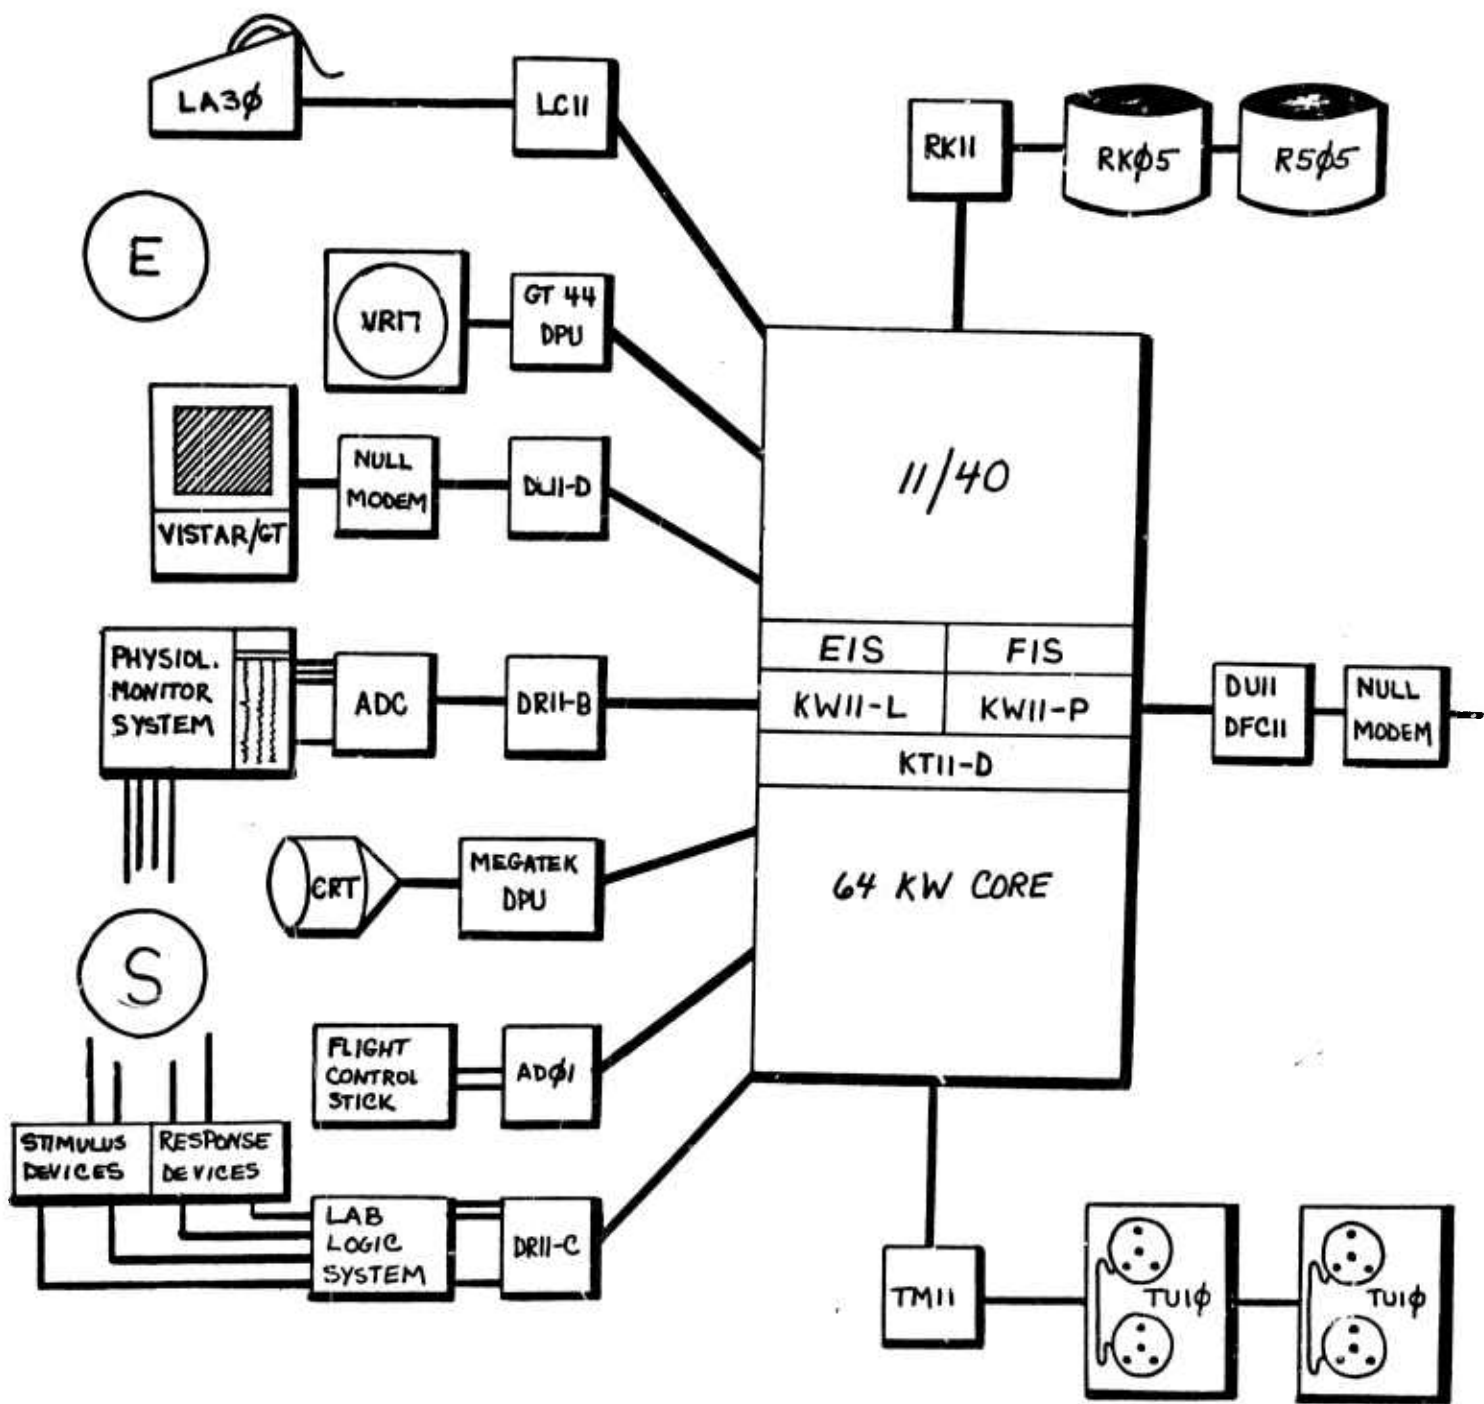 LA3Ø
LC11
RK11
RKØ5
R5Ø5
E
VR17
GT 44
DPU
11/40
NULL
MODEM
DL11-D
VISTAR/GT
EIS
FIS
KW11-L
KW11-P
KT11-D
64 KW CORE
PHYSIOL.
MONITOR
SYSTEM
ADC
DR11-B
DU11
DFC11
NULL
MODEM
CRT
MEGATEK
DPU
S
FLIGHT
CONTROL
STICK
ADØ1
STIMULUS
DEVICES
RESPONSE
DEVICES
LAB
LOGIC
SYSTEM
DR11-C
TM11
TU1Ø
TU1Ø